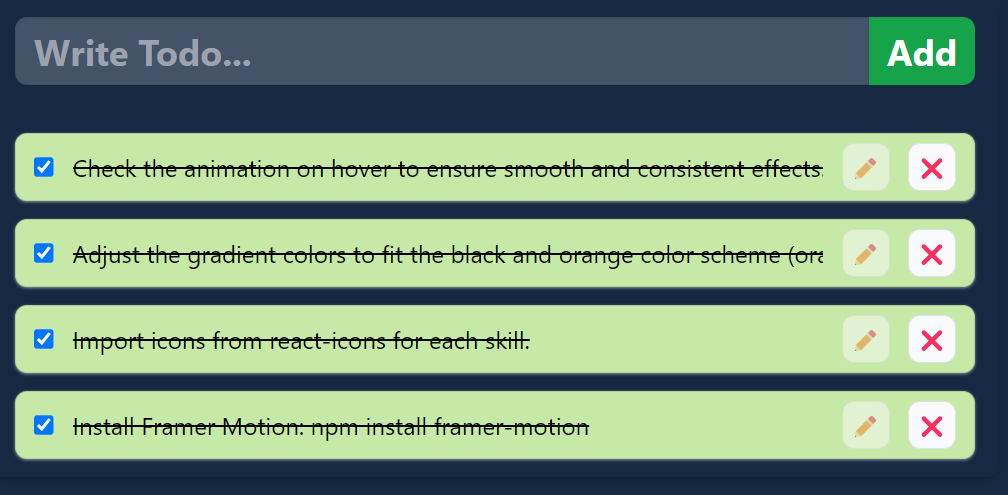 Write Todo...
Add
Check the animation on hover to ensure smooth and consistent effects.
Adjust the gradient colors to fit the black and orange color scheme (ora
Import icons from react-icons for each skill.
Install Framer Motion: npm install framer-motion